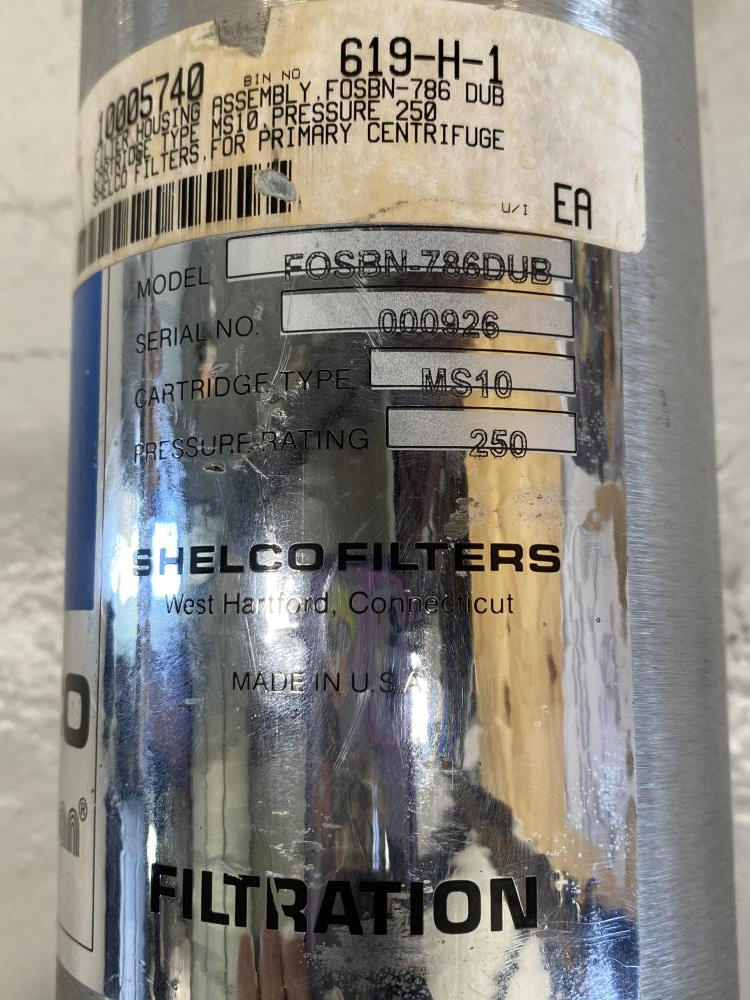 10005740 BIN NO 619-H-1
FILTER HOUSING ASSEMBLY,FOSBN-786 DUB
CARTRIDGE TYPE MS10,PRESSURE 250
SHELCO FILTERS,FOR PRIMARY CENTRIFUGE
U/I EA
MODEL FOSBN-786DUB
SERIAL NO. 000926
CARTRIDGE TYPE MS10
PRESSURE RATING 250
SHELCO FILTERS
West Hartford, Connecticut
MADE IN U.S.A
FILTRATION